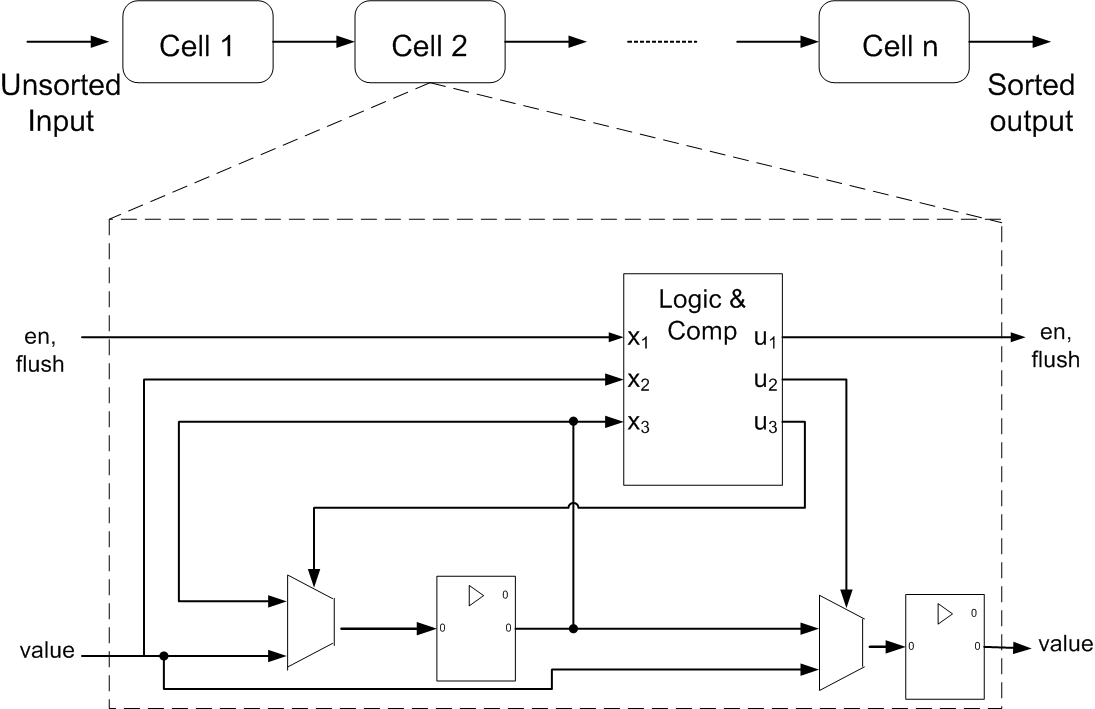 Cell 1
Cell 2
Cell n
Unsorted
Input
Sorted
output
Logic &
Comp
en,
flush
x1
u1
en,
flush
x2
u2
x3
u3
0
0
0
0
0
0
value
value